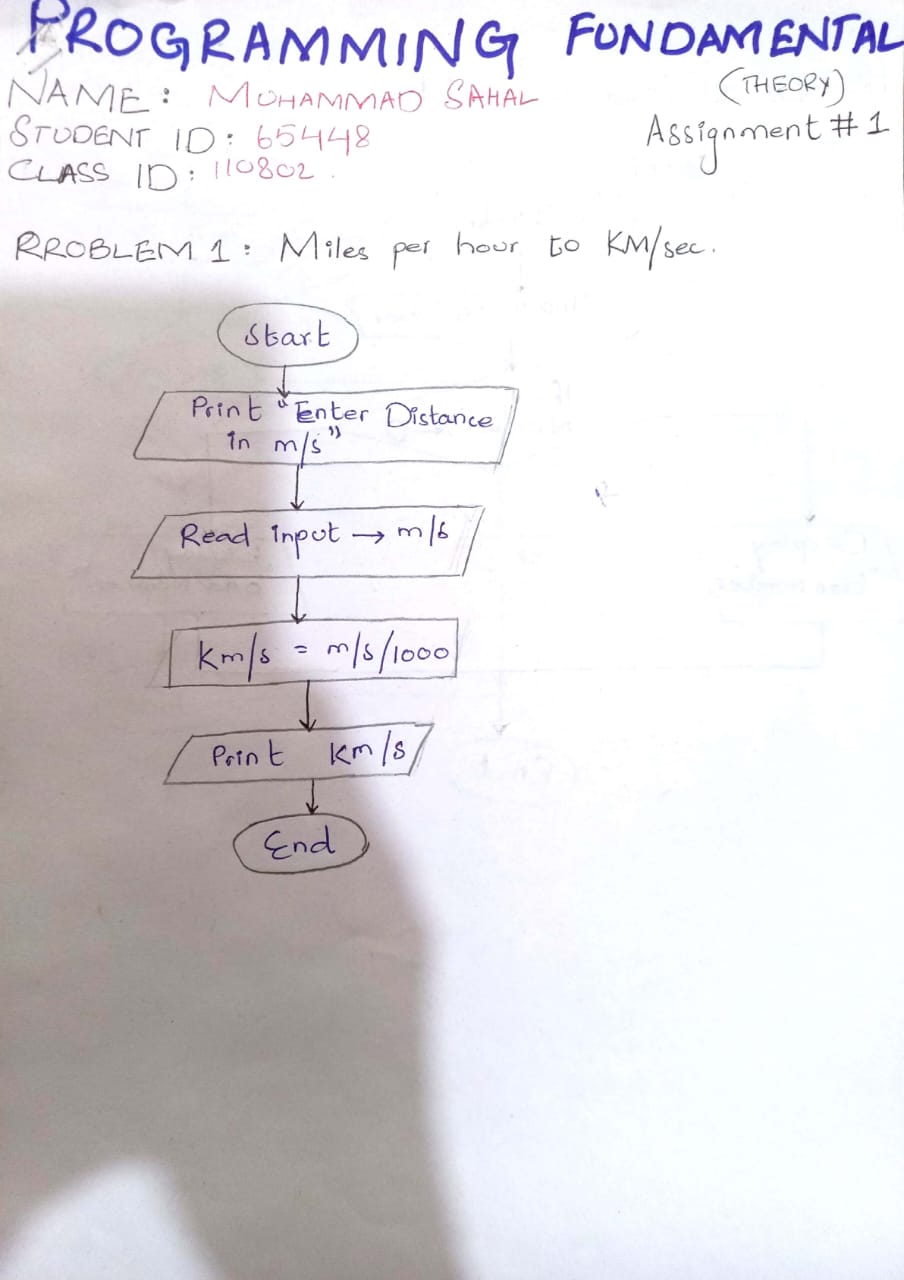 PROGRAMMING FUNDAMENTAL
(THEORY)
NAME: MUHAMMAD SAHAL
Assignment #1
STUDENT ID: 65448
CLASS ID: 110802.
RROBLEM 1: Miles per hour to KM/sec.
Start
Print "Enter Distance
in m/s"
Read input → m/s
Km/s = m/s/1000
Print Km/s
End